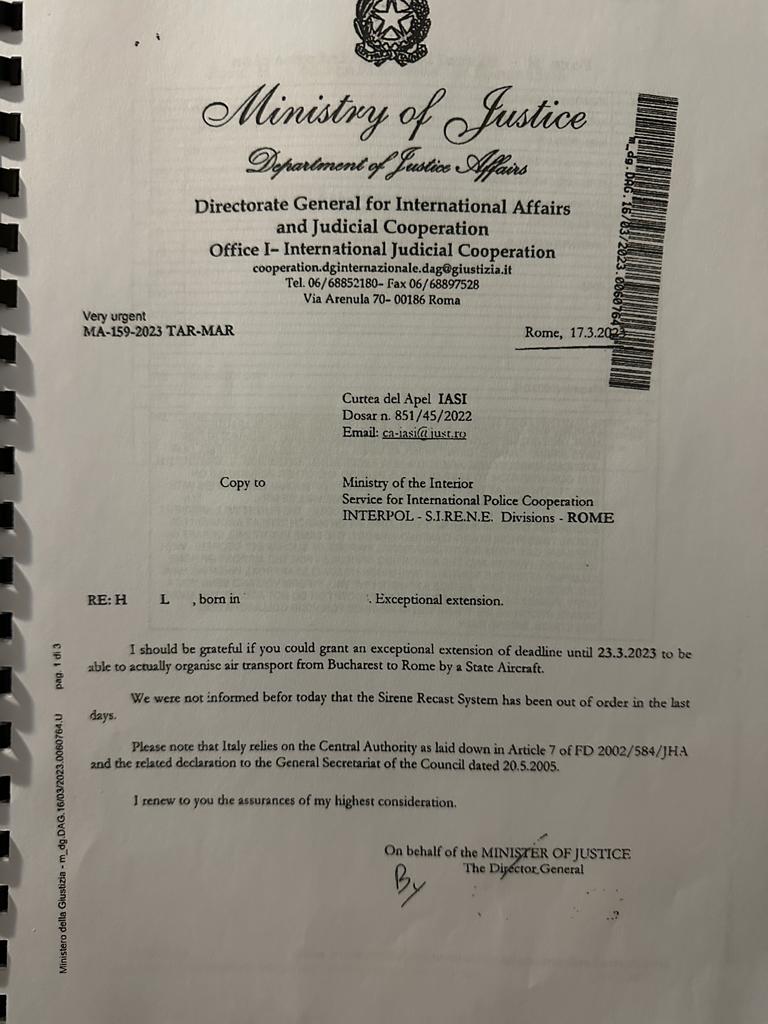 Ministry of Justice
Department of Justice Affairs
Directorate General for International Affairs
and Judicial Cooperation
Office I– International Judicial Cooperation
cooperation.dginternazionale.dag@giustizia.it
Tel. 06/68852180- Fax 06/68897528
Via Arenula 70- 00186 Roma
m_dg.DAG.16/03/2023.0060764
Very urgent
MA-159-2023 TAR-MAR
Rome, 17.3.2023
Curtea del Apel IASI
Dosar n. 851/45/2022
Email: ca-iasi@just.ro
Copy to
Ministry of the Interior
Service for International Police Cooperation
INTERPOL - S.I.RE.N.E. Divisions - ROME
RE: H L , born in . Exceptional extension.
I should be grateful if you could grant an exceptional extension of deadline until 23.3.2023 to be
able to actually organise air transport from Bucharest to Rome by a State Aircraft.
We were not informed befor today that the Sirene Recast System has been out of order in the last
days.
Please note that Italy relies on the Central Authority as laid down in Article 7 of FD 2002/584/JHA
and the related declaration to the General Secretariat of the Council dated 20.5.2005.
I renew to you the assurances of my highest consideration.
On behalf of the MINISTER OF JUSTICE
The Director General
By
Ministero della Giustizia - m_dg.DAG.16/03/2023.0060764.U pag. 1 di 3